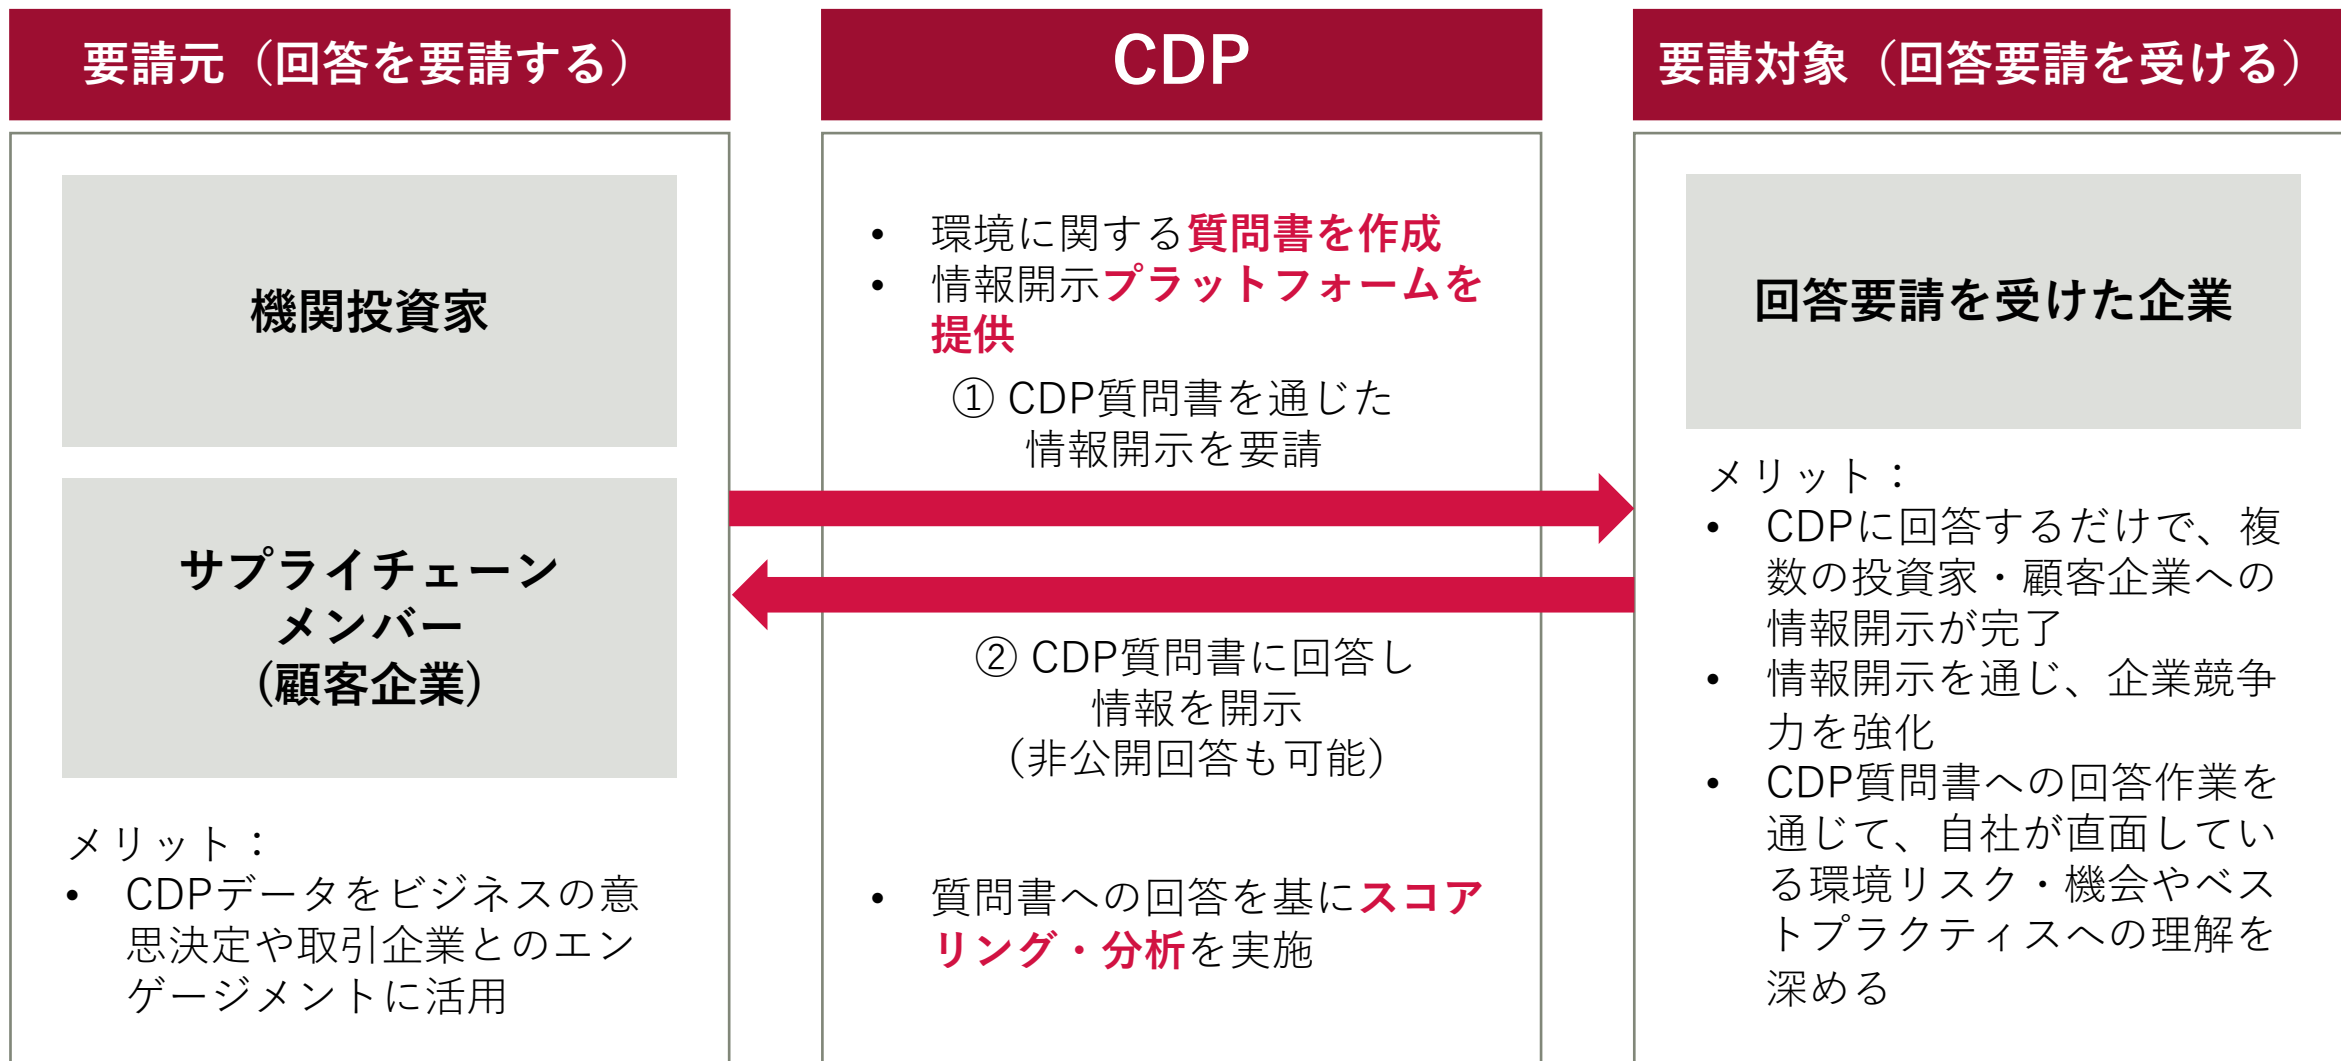 要請元（回答を要請する）
機関投資家
サプライチェーン
メンバー
(顧客企業)
メリット：
• CDPデータをビジネスの意
思決定や取引企業とのエン
ゲージメントに活用
CDP
• 環境に関する質問書を作成
• 情報開示プラットフォームを
提供
① CDP質問書を通じた
情報開示を要請
② CDP質問書に回答し
情報を開示
（非公開回答も可能）
• 質問書への回答を基にスコア
リング・分析を実施
要請対象（回答要請を受ける）
回答要請を受けた企業
メリット：
• CDPに回答するだけで、複
数の投資家・顧客企業への
情報開示が完了
• 情報開示を通じ、企業競争
力を強化
• CDP質問書への回答作業を
通じて、自社が直面してい
る環境リスク・機会やベス
トプラクティスへの理解を
深める